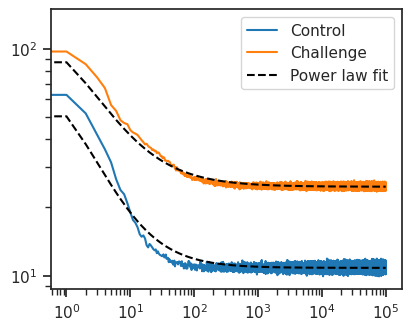 Control
Challenge
Power law fit
10²
10¹
10⁰ 10¹ 10² 10³ 10⁴ 10⁵